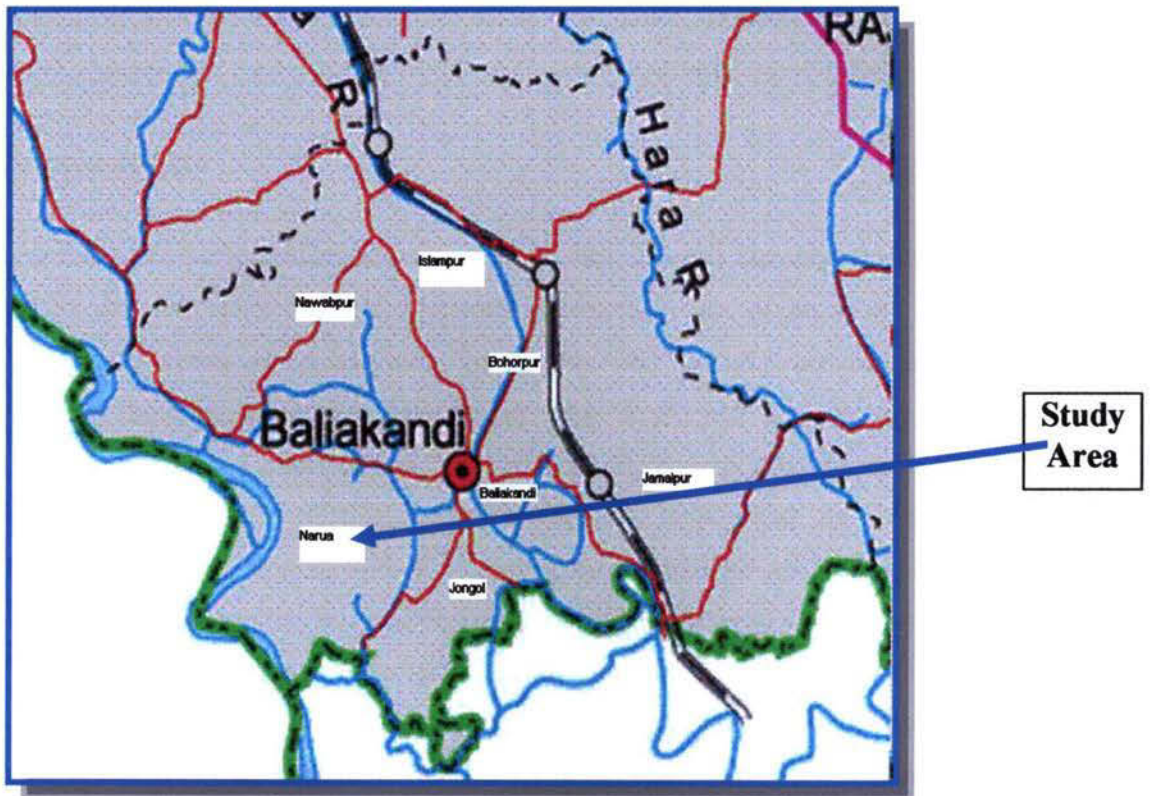 RA
R
Hara R
Islampur
Nawabpur
Bohorpur
Baliakandi
Baliakandi
Jamalpur
Narua
Jongol
Study
Area